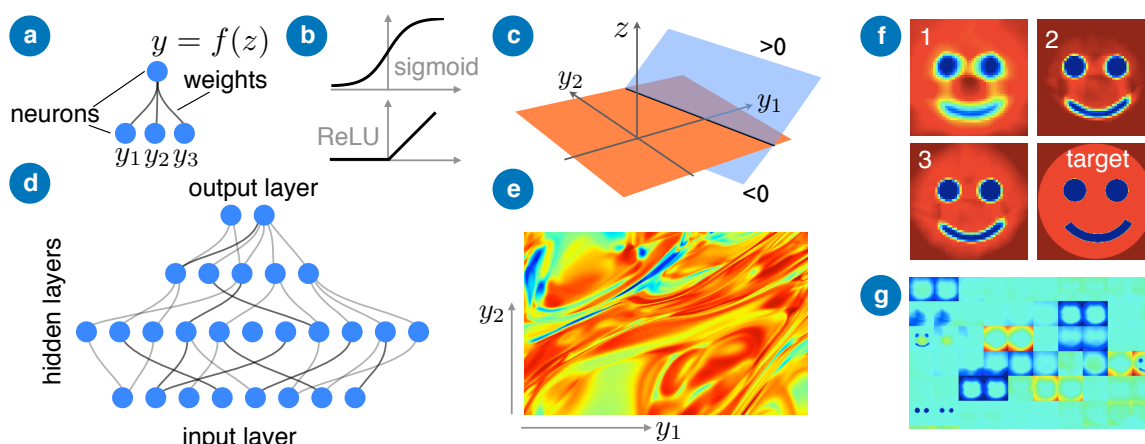 a
y = f(z)
weights
neurons
y₁ y₂ y₃
b
sigmoid
ReLU
c
z
>0
y₂
y₁
<0
d
output layer
hidden layers
input layer
e
y₂
y₁
f
1
2
3
target
g